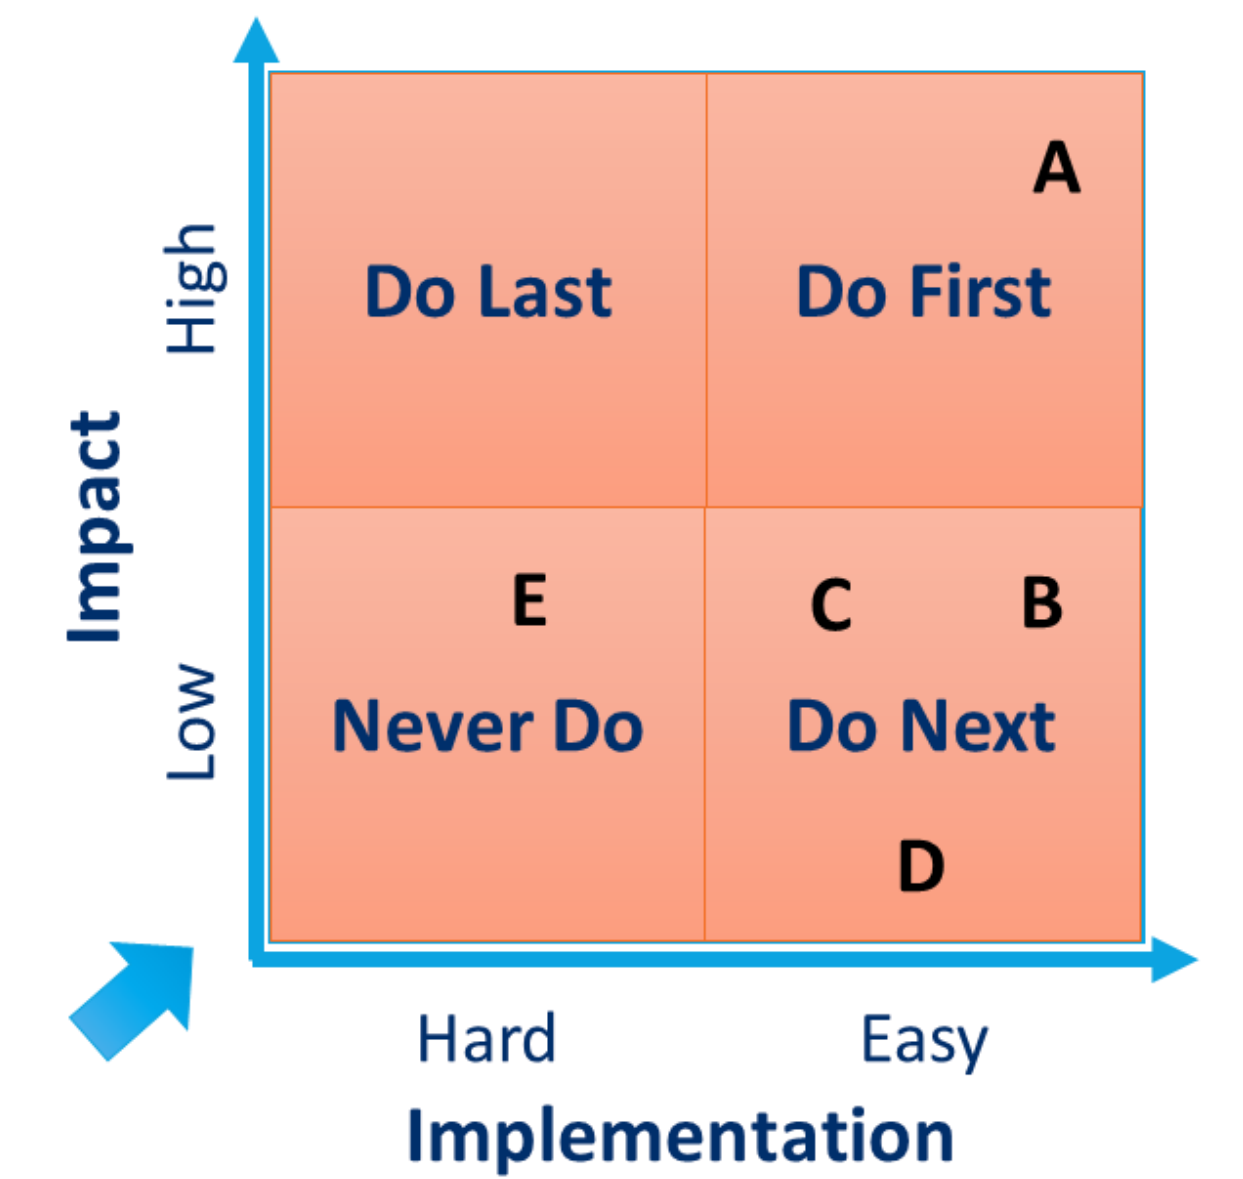 A
High
Do Last
Do First
Impact
E
C
B
Low
Never Do
Do Next
D
Hard
Easy
Implementation